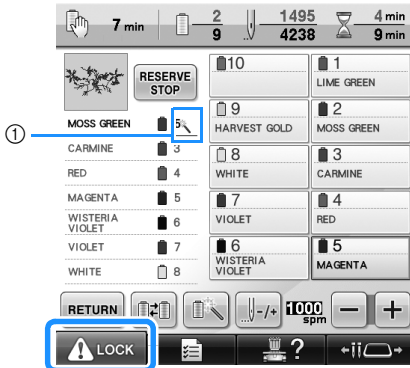 7 min
2
9
1495
4238
4 min
9 min
RESERVE
STOP
10
1
LIME GREEN
①
MOSS GREEN 5
9
HARVEST GOLD
2
MOSS GREEN
CARMINE 3
RED 4
8
WHITE
3
CARMINE
MAGENTA 5
WISTERIA
VIOLET 6
7
VIOLET
4
RED
VIOLET 7
WHITE 8
6
WISTERIA
VIOLET
5
MAGENTA
RETURN
-/+
1000
spm
−
+
LOCK
?